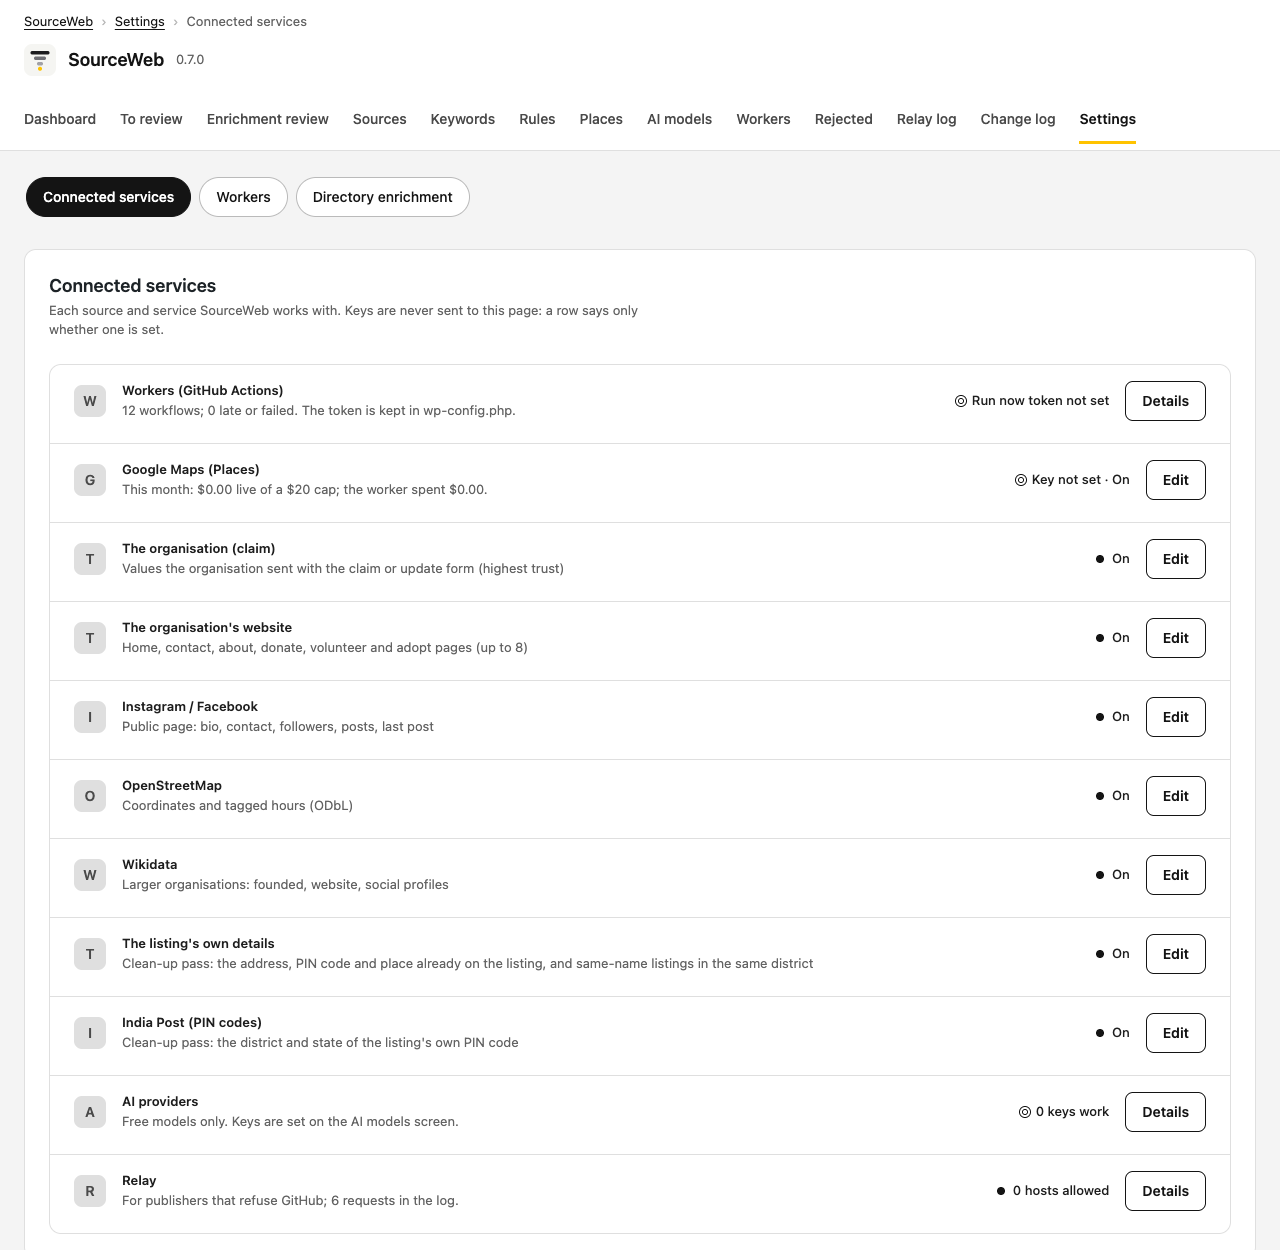 SourceWeb › Settings › Connected services
SourceWeb 0.7.0
Dashboard To review Enrichment review Sources Keywords Rules Places AI models Workers Rejected Relay log Change log Settings
Connected services Workers Directory enrichment
Connected services
Each source and service SourceWeb works with. Keys are never sent to this page: a row says only
whether one is set.
W
Workers (GitHub Actions)
12 workflows; 0 late or failed. The token is kept in wp-config.php.
Run now token not set Details
G
Google Maps (Places)
This month: $0.00 live of a $20 cap; the worker spent $0.00.
Key not set · On Edit
T
The organisation (claim)
Values the organisation sent with the claim or update form (highest trust)
On Edit
T
The organisation's website
Home, contact, about, donate, volunteer and adopt pages (up to 8)
On Edit
I
Instagram / Facebook
Public page: bio, contact, followers, posts, last post
On Edit
O
OpenStreetMap
Coordinates and tagged hours (ODbL)
On Edit
W
Wikidata
Larger organisations: founded, website, social profiles
On Edit
T
The listing's own details
Clean-up pass: the address, PIN code and place already on the listing, and same-name listings in the same district
On Edit
I
India Post (PIN codes)
Clean-up pass: the district and state of the listing's own PIN code
On Edit
A
AI providers
Free models only. Keys are set on the AI models screen.
0 keys work Details
R
Relay
For publishers that refuse GitHub; 6 requests in the log.
0 hosts allowed Details